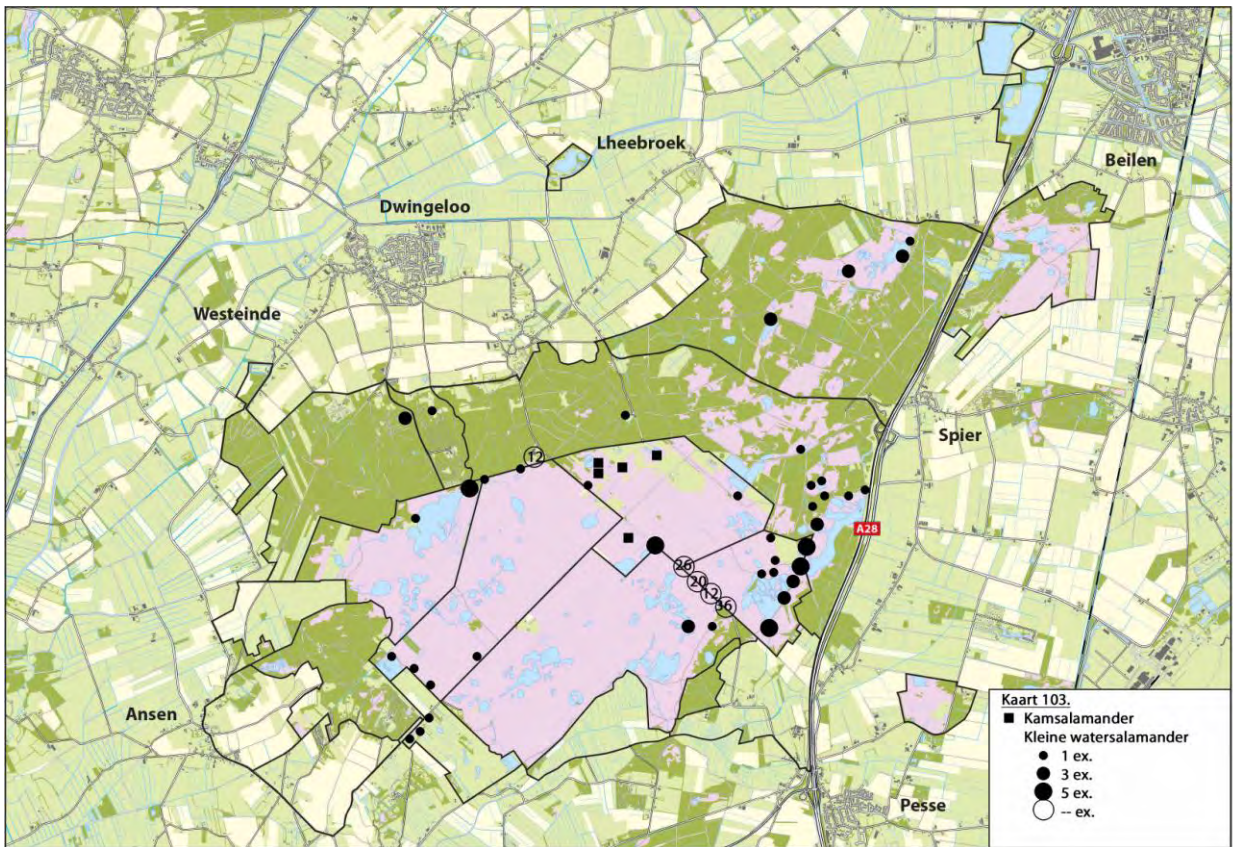 Lheebroek
Beilen
Dwingeloo
Westeinde
Spier
12
A28
26
20
12
36
Ansen
Pesse
Kaart 103.
Kamsalamander
Kleine watersalamander
1 ex.
3 ex.
5 ex.
-- ex.